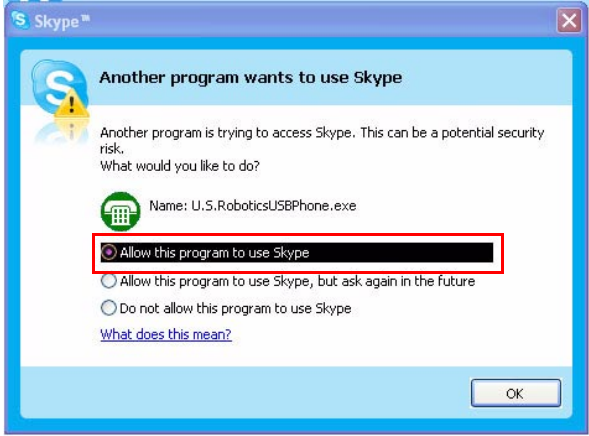 Skype™
Another program wants to use Skype
Another program is trying to access Skype. This can be a potential security
risk.
What would you like to do?
Name: U.S.RoboticsUSBPhone.exe
Allow this program to use Skype
Allow this program to use Skype, but ask again in the future
Do not allow this program to use Skype
What does this mean?
OK